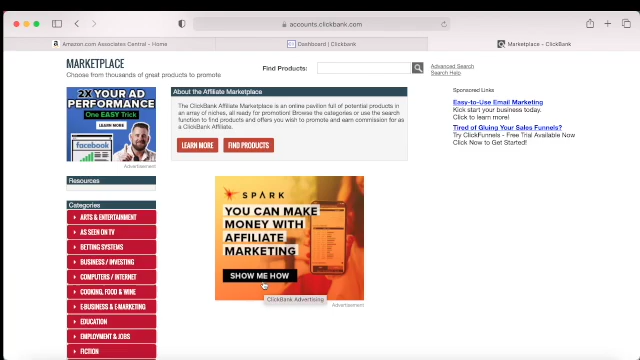 accounts.clickbank.com
Amazon.com Associates Central - Home
Dashboard | Clickbank
Marketplace - ClickBank
MARKETPLACE
Choose from thousands of great products to promote
Find Products:
Advanced Search
Search Help
2X YOUR AD
PERFORMANCE
One EASY Trick
LEARN MORE
facebook
Advertisement
About the Affiliate Marketplace
The ClickBank Affiliate Marketplace is an online pavilion full of potential products in
an array of niches, all ready for promotion! Browse the categories or use the search
function to find products and offers you wish to promote and earn commission for as
a ClickBank Affiliate.
LEARN MORE
FIND PRODUCTS
Sponsored Links
Easy-to-Use Email Marketing
Kick start your business today.
Click to learn more!
Tired of Gluing Your Sales Funnels?
Try ClickFunnels - Free Trial Available Now
Click Now to Get Started!
Resources
Categories
ARTS & ENTERTAINMENT
AS SEEN ON TV
BETTING SYSTEMS
BUSINESS / INVESTING
COMPUTERS / INTERNET
COOKING, FOOD & WINE
E-BUSINESS & E-MARKETING
EDUCATION
EMPLOYMENT & JOBS
FICTION
SPARK
YOU CAN MAKE
MONEY WITH
AFFILIATE
MARKETING
SHOW ME HOW
ClickBank Advertising
Advertisement